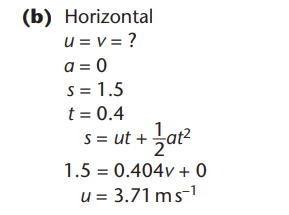 (b) Horizontal
u = v = ?
a = 0
s = 1.5
t = 0.4
s = ut + 1/2at²
1.5 = 0.404v + 0
u = 3.71 m s⁻¹